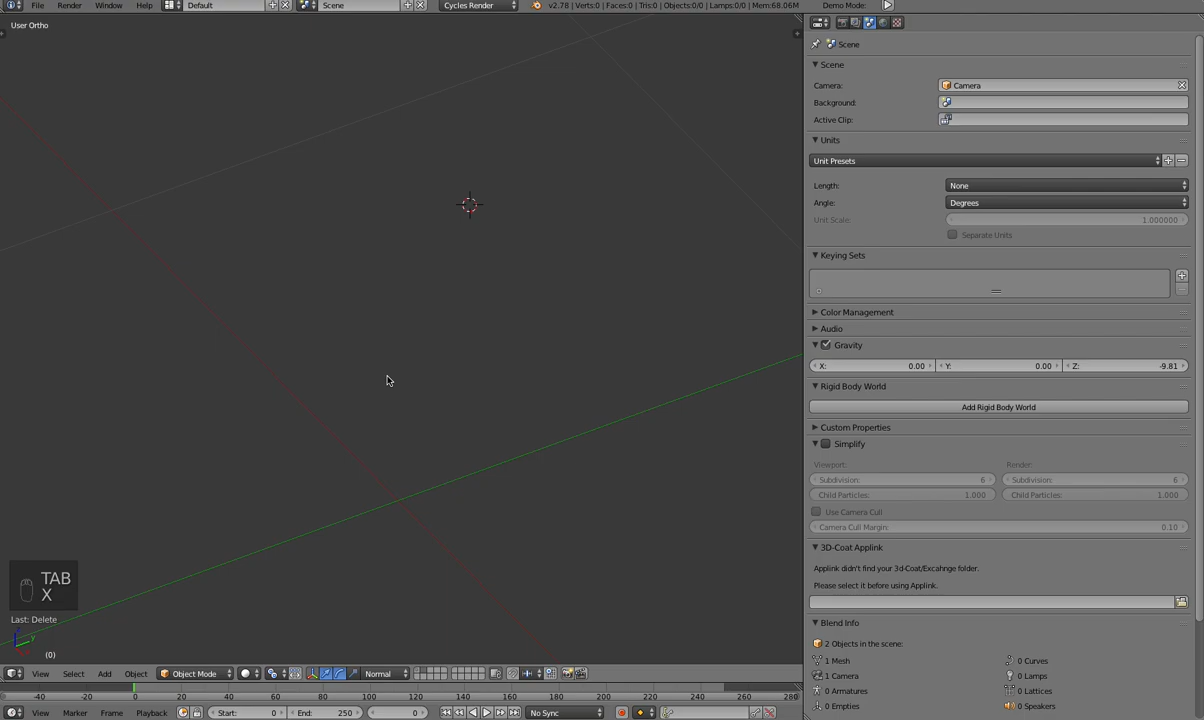 File Render Window Help Default Scene Cycles Render v2.78 | Verts:0 | Faces:0 | Tris:0 | Objects:0/0 | Lamps:0/0 | Mem:68.06M Demo Mode:
User Ortho
Scene
Scene
Camera: Camera
Background:
Active Clip:
Units
Unit Presets
Length: None
Angle: Degrees
Unit Scale: 1.000000
Separate Units
Keying Sets
Color Management
Audio
Gravity
X: 0.00 Y: 0.00 Z: -9.81
Rigid Body World
Add Rigid Body World
Custom Properties
Simplify
Viewport: Render:
Subdivision: 6 Subdivision: 6
Child Particles: 1.000 Child Particles: 1.000
Use Camera Cull
Camera Cull Margin: 0.10
3D-Coat Applink
Applink didn't find your 3d-Coat/Excahnge folder.
Please select it before using Applink.
Blend Info
2 Objects in the scene:
1 Mesh 0 Curves
1 Camera 0 Lamps
0 Armatures 0 Lattices
0 Empties 0 Speakers
TAB
X
Last: Delete
y
(0)
View Select Add Object Object Mode Normal
-40 -20 0 20 40 60 80 100 120 140 160 180 200 220 240 260 280
View Marker Frame Playback Start: 0 End: 250 0 No Sync